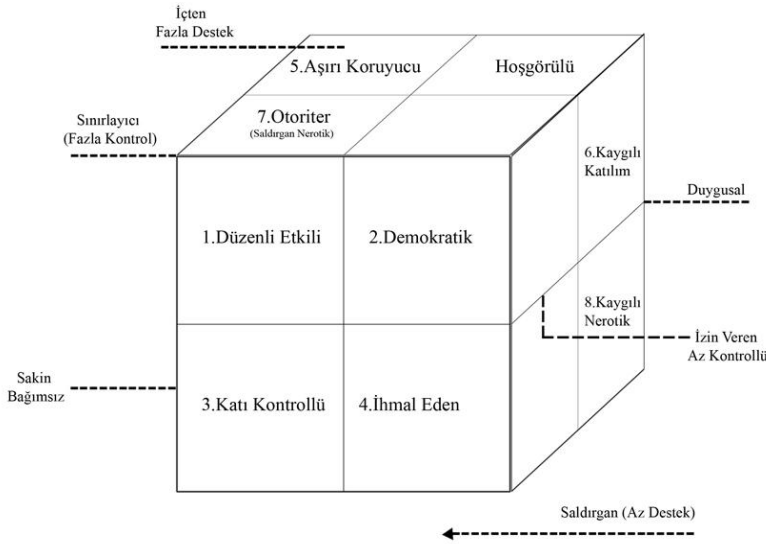 İçten
Fazla Destek
5.Aşırı Koruyucu
Hoşgörülü
7.Otoriter
(Saldırgan Nerotik)
Sınırlayıcı
(Fazla Kontrol)
6.Kaygılı
Katılım
Duygusal
1.Düzenli Etkili
2.Demokratik
8.Kaygılı
Nerotik
İzin Veren
Az Kontrollü
Sakin
Bağımsız
3.Katı Kontrollü
4.İhmal Eden
Saldırgan (Az Destek)